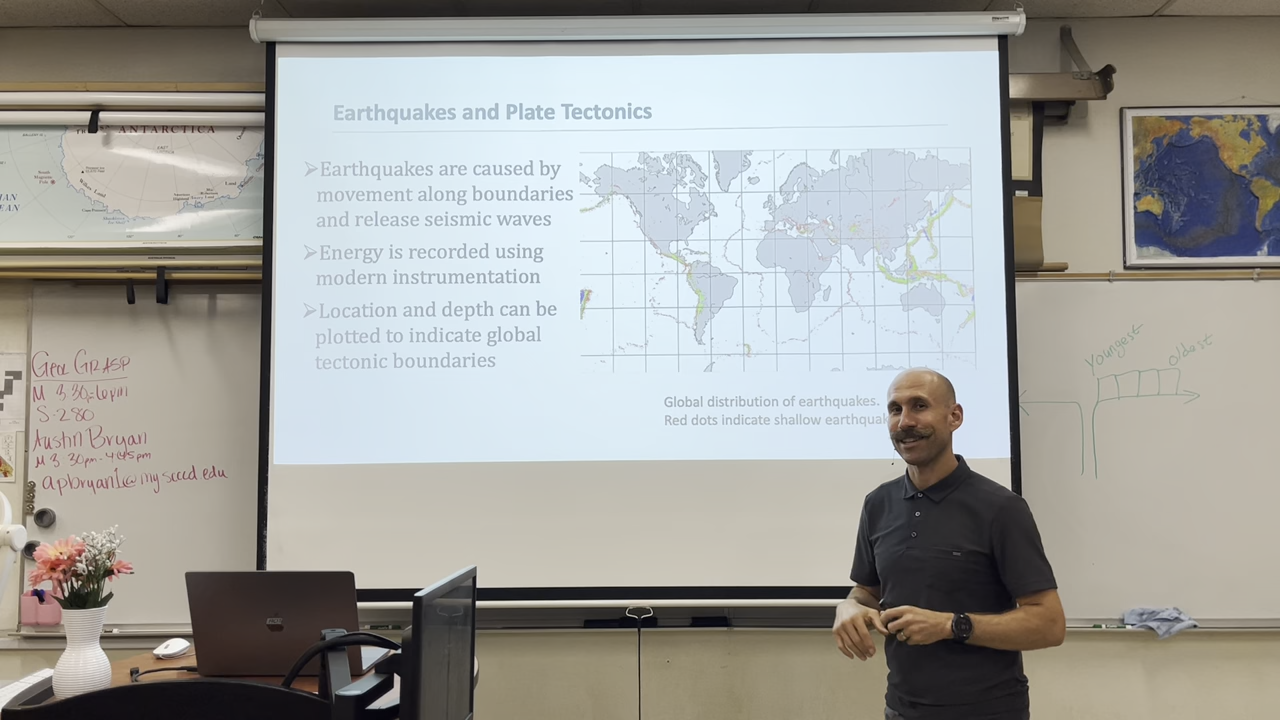 Earthquakes and Plate Tectonics
➢Earthquakes are caused by
movement along boundaries
and release seismic waves
➢Energy is recorded using
modern instrumentation
➢Location and depth can be
plotted to indicate global
tectonic boundaries
Global distribution of earthquakes.
Red dots indicate shallow earthquak
ANTARCTICA
Geol GRASP
M 3:30-6pm
S-280
Austin Bryan
M 3:30pm-4:45pm
apbryan1@my.sccd.edu
Youngest
oldest